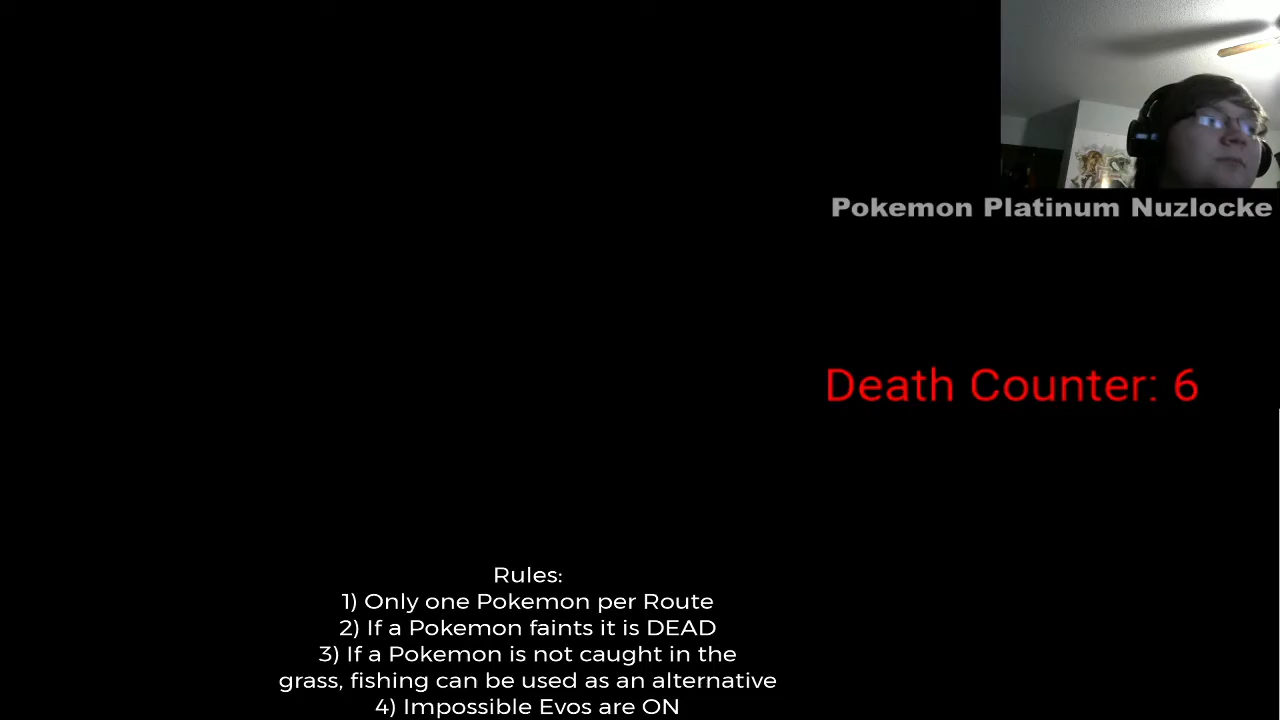 Pokemon Platinum Nuzlocke
Death Counter: 6
Rules:
1) Only one Pokemon per Route
2) If a Pokemon faints it is DEAD
3) If a Pokemon is not caught in the
grass, fishing can be used as an alternative
4) Impossible Evos are ON